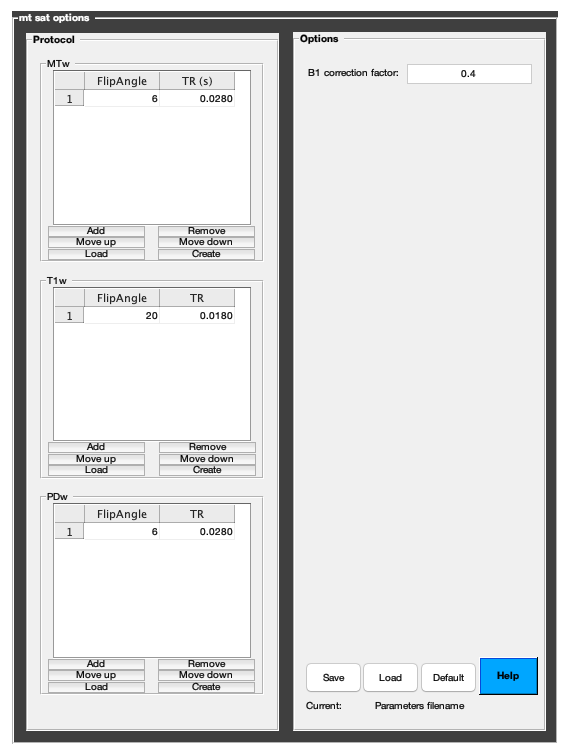 mt sat options
Protocol
MTw
FlipAngle TR (s)
1 6 0.0280
Add Remove
Move up Move down
Load Create
T1w
FlipAngle TR
1 20 0.0180
Add Remove
Move up Move down
Load Create
PDw
FlipAngle TR
1 6 0.0280
Add Remove
Move up Move down
Load Create
Options
B1 correction factor: 0.4
Save Load Default Help
Current: Parameters filename